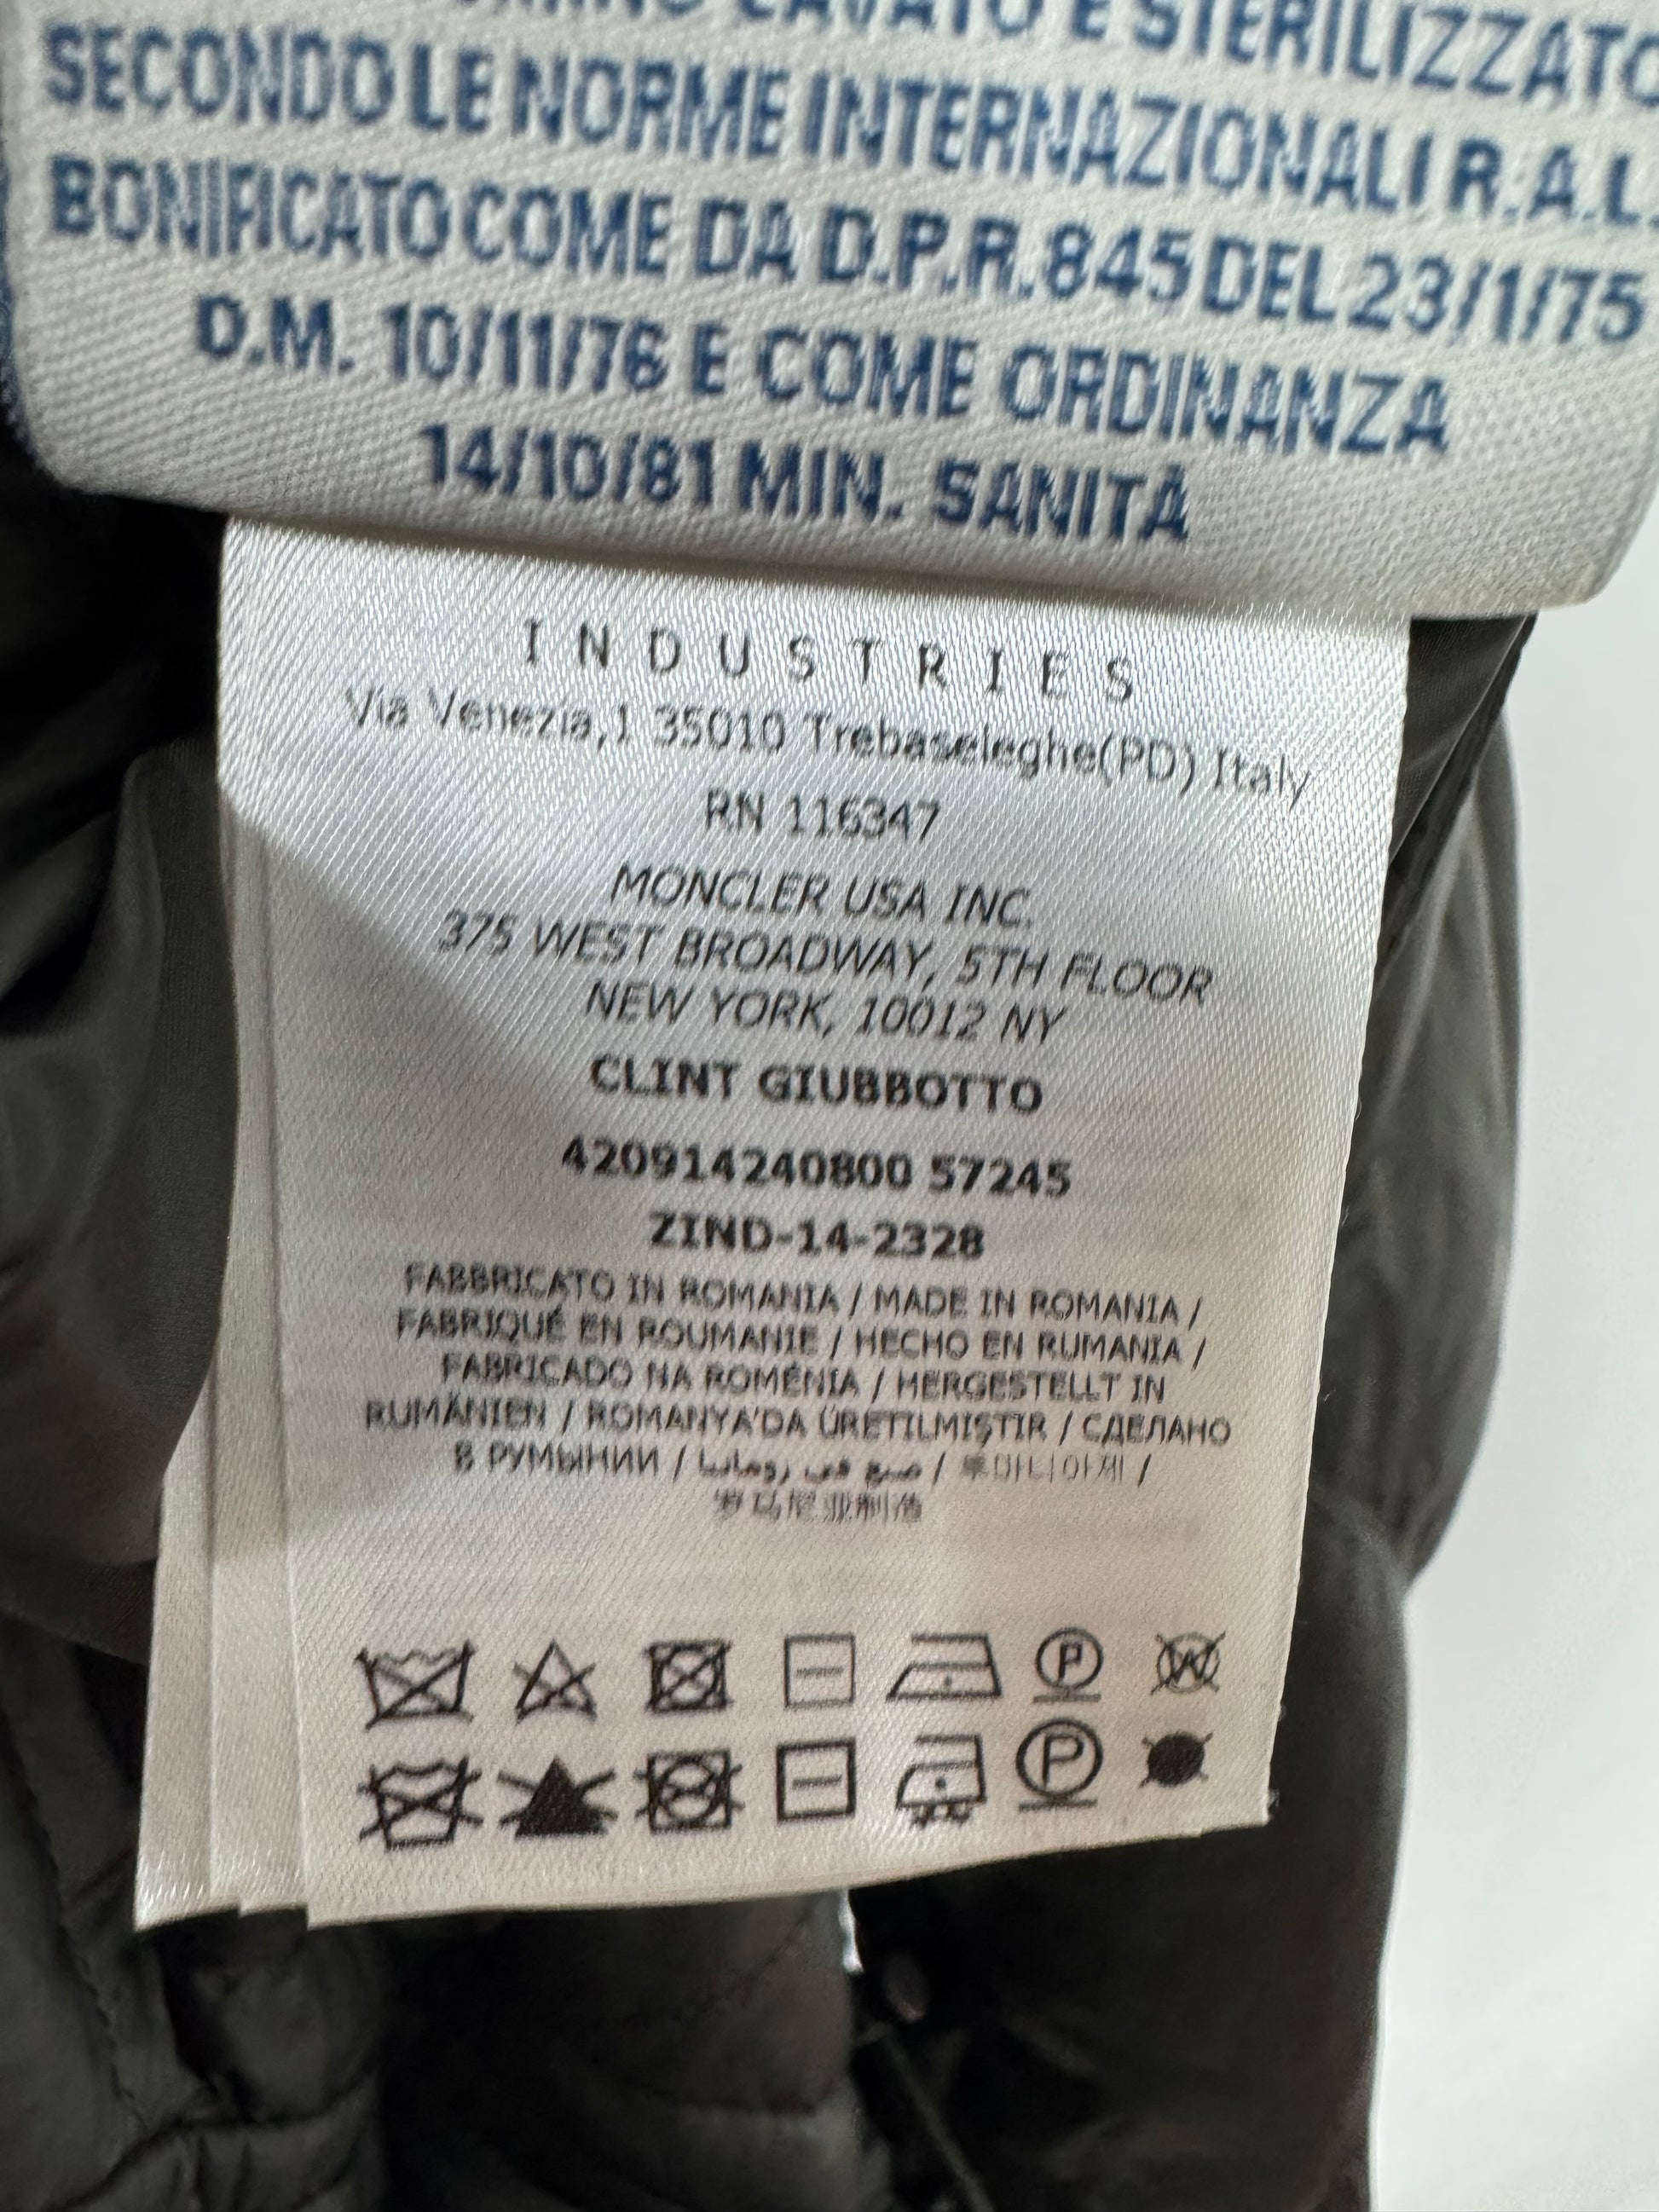 LAVATO E STERILIZZATO
SECONDO LE NORME INTERNAZIONALI R.A.L.
BONIFICATO COME DA D.P.R. 845 DEL 23/1/75
D.M. 10/11/76 E COME ORDINANZA
14/10/81 MIN. SANITÀ
INDUSTRIES
Via Venezia,1 35010 Trebaseleghe(PD) Italy
RN 116347
MONCLER USA INC.
375 WEST BROADWAY, 5TH FLOOR
NEW YORK, 10012 NY
CLINT GIUBBOTTO
420914240800 57245
ZIND-14-2328
FABBRICATO IN ROMANIA / MADE IN ROMANIA /
FABRIQUÉ EN ROUMANIE / HECHO EN RUMANIA /
FABRICADO NA ROMÉNIA / HERGESTELLT IN
RUMÄNIEN / ROMANYA'DA ÜRETILMIŞTIR / СДЕЛАНО
В РУМЫНИИ / صنع في رومانيا / 루마니아제 /
罗马尼亚制造
P W
P